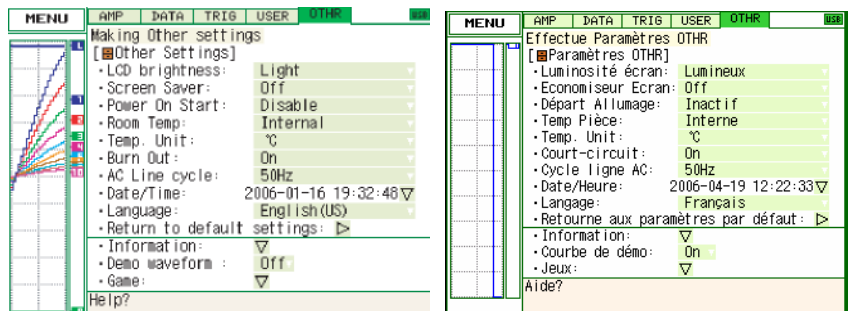 MENU AMP DATA TRIG USER OTHR USB
Making Other settings
[Other Settings]
・LCD brightness: Light
・Screen Saver: Off
・Power On Start: Disable
・Room Temp: Internal
・Temp. Unit: ℃
・Burn Out: On
・AC Line cycle: 50Hz
・Date/Time: 2006-01-16 19:32:48▽
・Language: English(US)
・Return to default settings: ▷
・Information: ▽
・Demo waveform : Off
・Game: ▽
Help?
MENU AMP DATA TRIG USER OTHR USB
Effectue Paramètres OTHR
[Paramètres OTHR]
・Luminosité écran: Lumineux
・Economiseur Ecran: Off
・Départ Allumage: Inactif
・Temp Pièce: Interne
・Temp. Unit: ℃
・Court-circuit: On
・Cycle ligne AC: 50Hz
・Date/Heure: 2006-04-19 12:22:33▽
・Langage: Français
・Retourne aux paramètres par défaut: ▷
・Information: ▽
・Courbe de démo: On
・Jeux: ▽
Aide?